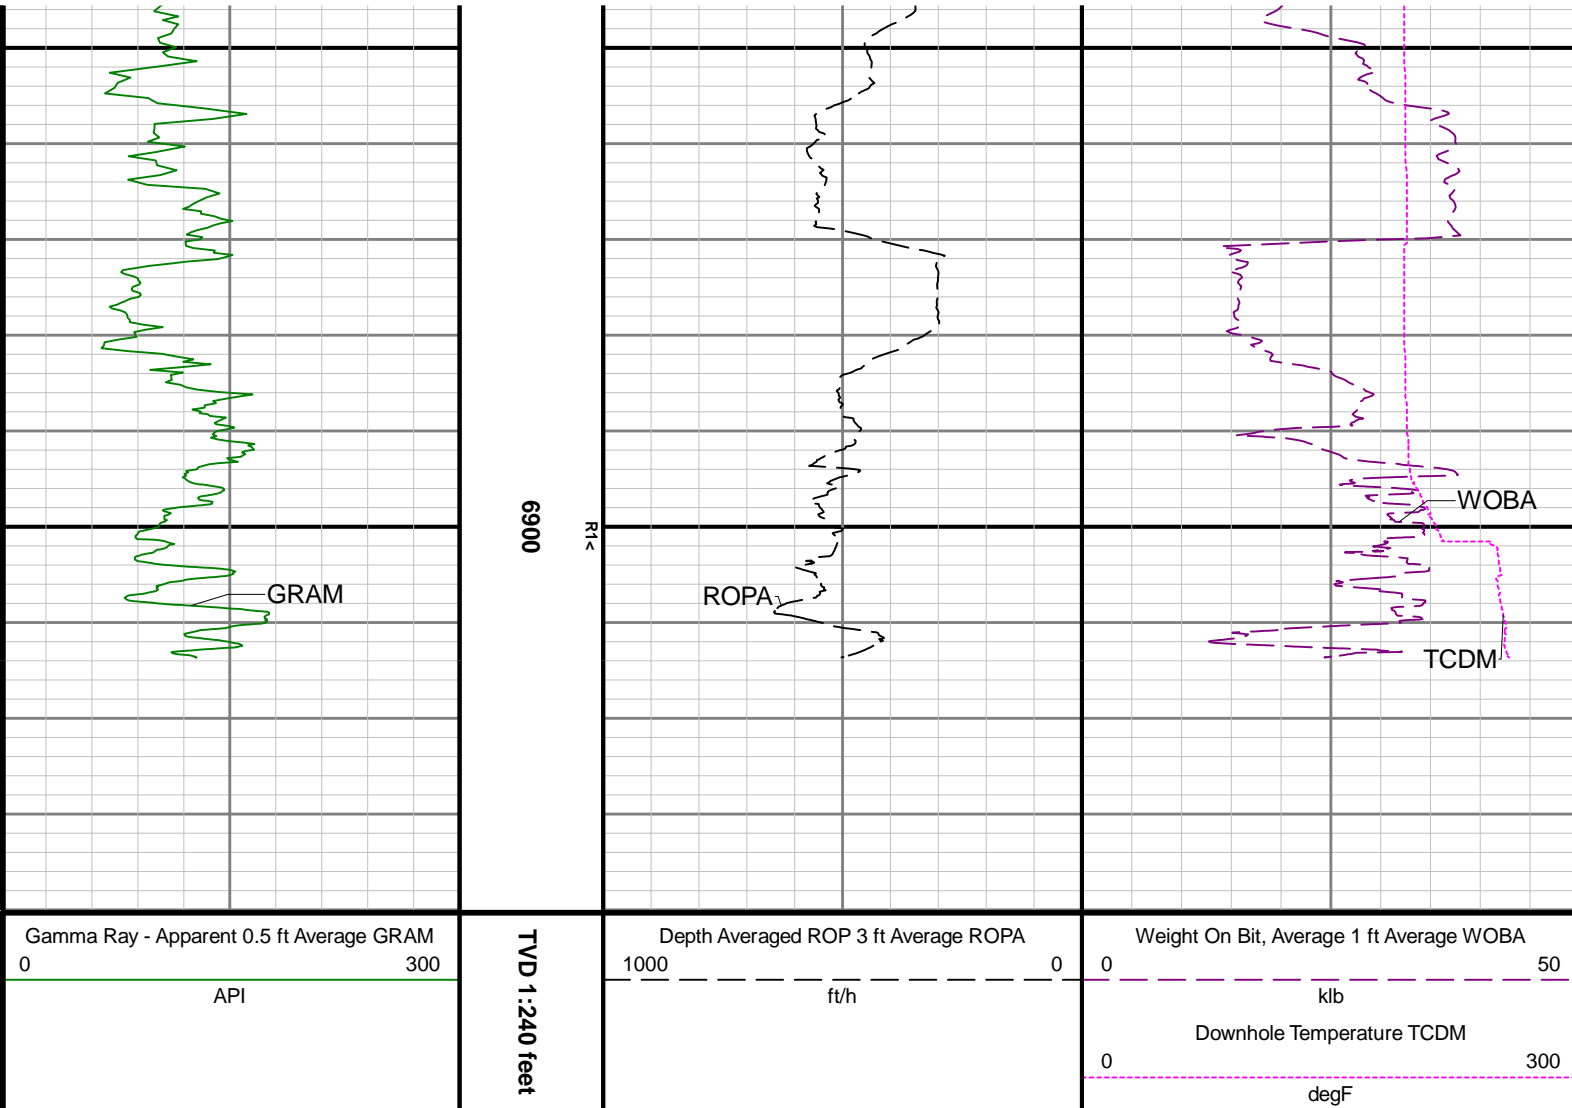 6900
R1<
WOBA
GRAM
ROPA
TCDM
Gamma Ray - Apparent 0.5 ft Average GRAM
0 300
API
TVD 1:240 feet
Depth Averaged ROP 3 ft Average ROPA
1000 0
ft/h
Weight On Bit, Average 1 ft Average WOBA
0 50
klb
Downhole Temperature TCDM
0 300
degF